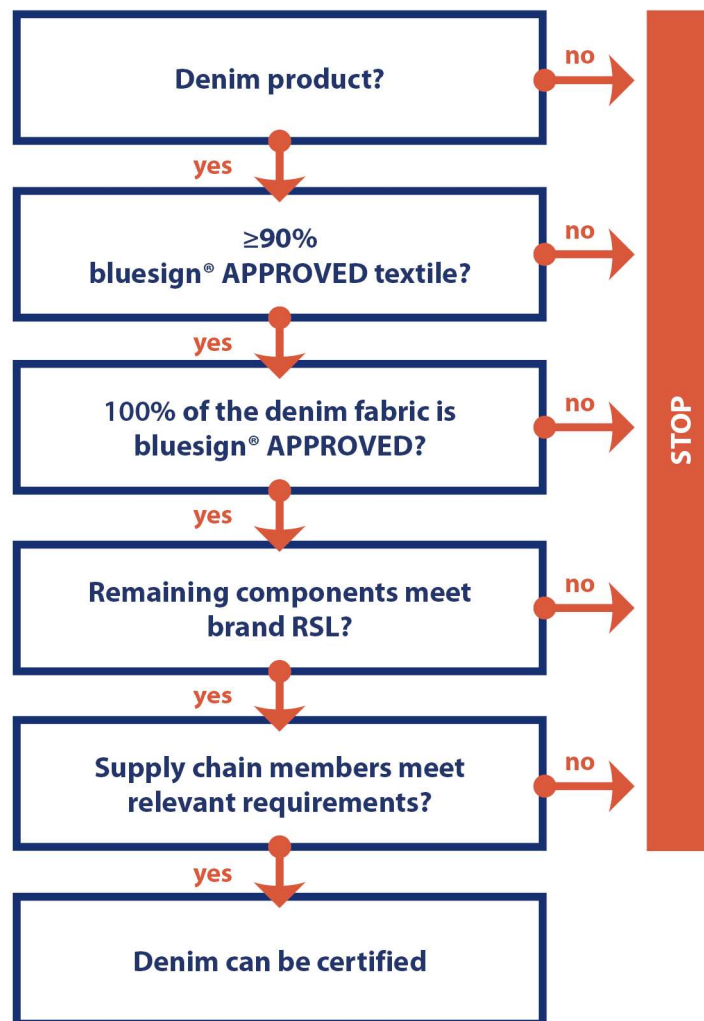 Denim product?
no
yes
≥90%
bluesign® APPROVED textile?
no
yes
100% of the denim fabric is
bluesign® APPROVED?
no
yes
Remaining components meet
brand RSL?
no
yes
Supply chain members meet
relevant requirements?
no
yes
Denim can be certified
STOP